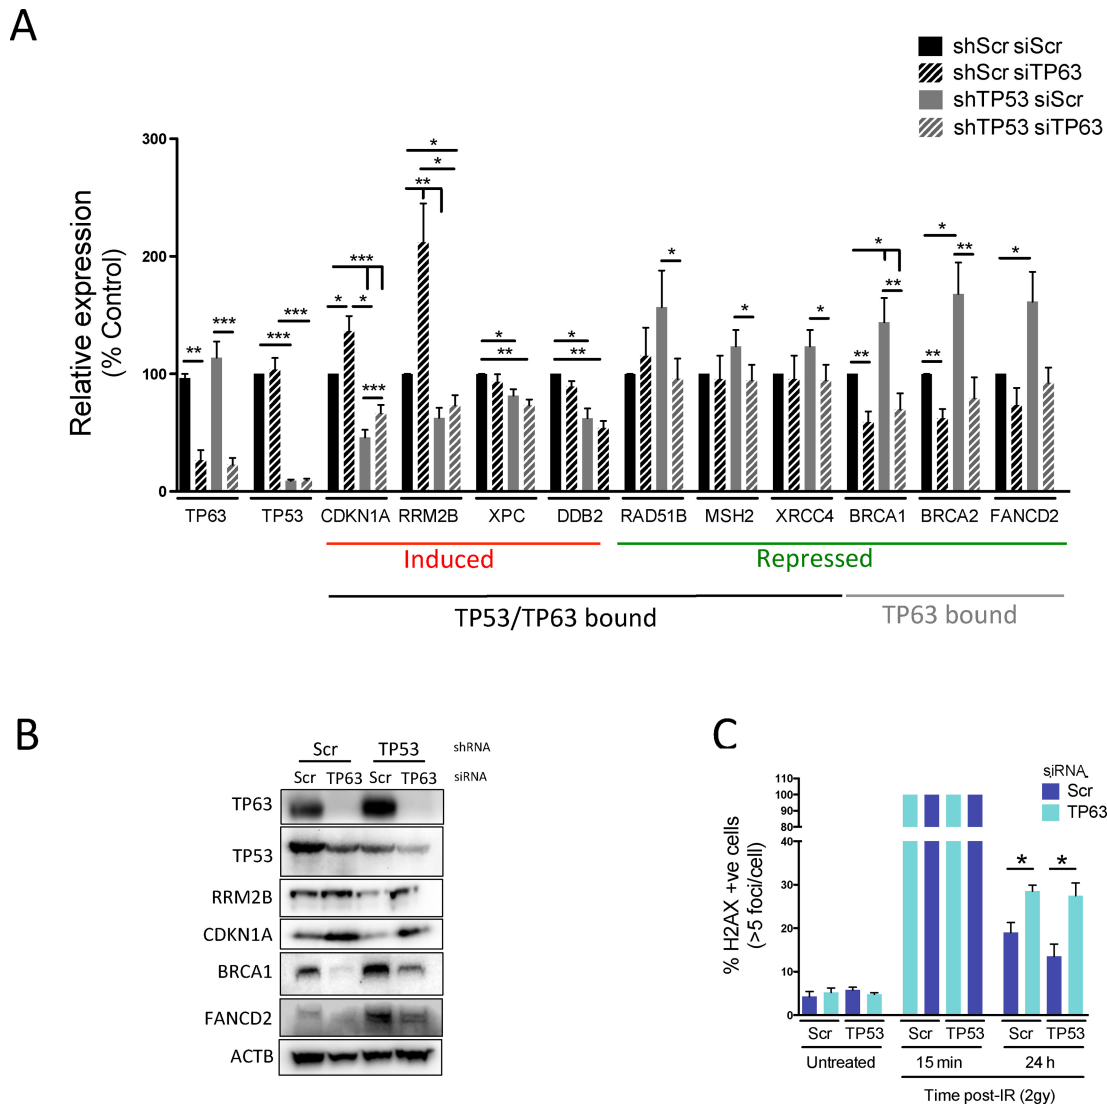 A
shScr siScr
shScr siTP63
shTP53 siScr
shTP53 siTP63
Relative expression
(% Control)
300
200
100
0
** *** *** *** *** * * *** * * ** * ** * ** * * * ** * ** ** * ** *
TP63 TP53 CDKN1A RRM2B XPC DDB2 RAD51B MSH2 XRCC4 BRCA1 BRCA2 FANCD2
Induced Repressed
TP53/TP63 bound TP63 bound
B
Scr TP53 shRNA
Scr TP63 Scr TP63 siRNA
TP63
TP53
RRM2B
CDKN1A
BRCA1
FANCD2
ACTB
C
siRNA
Scr
TP63
% H2AX +ve cells
(>5 foci/cell)
110
100
90
80
40
30
20
10
0
* *
Scr TP53 Scr TP53 Scr TP53
Untreated 15 min 24 h
Time post-IR (2gy)